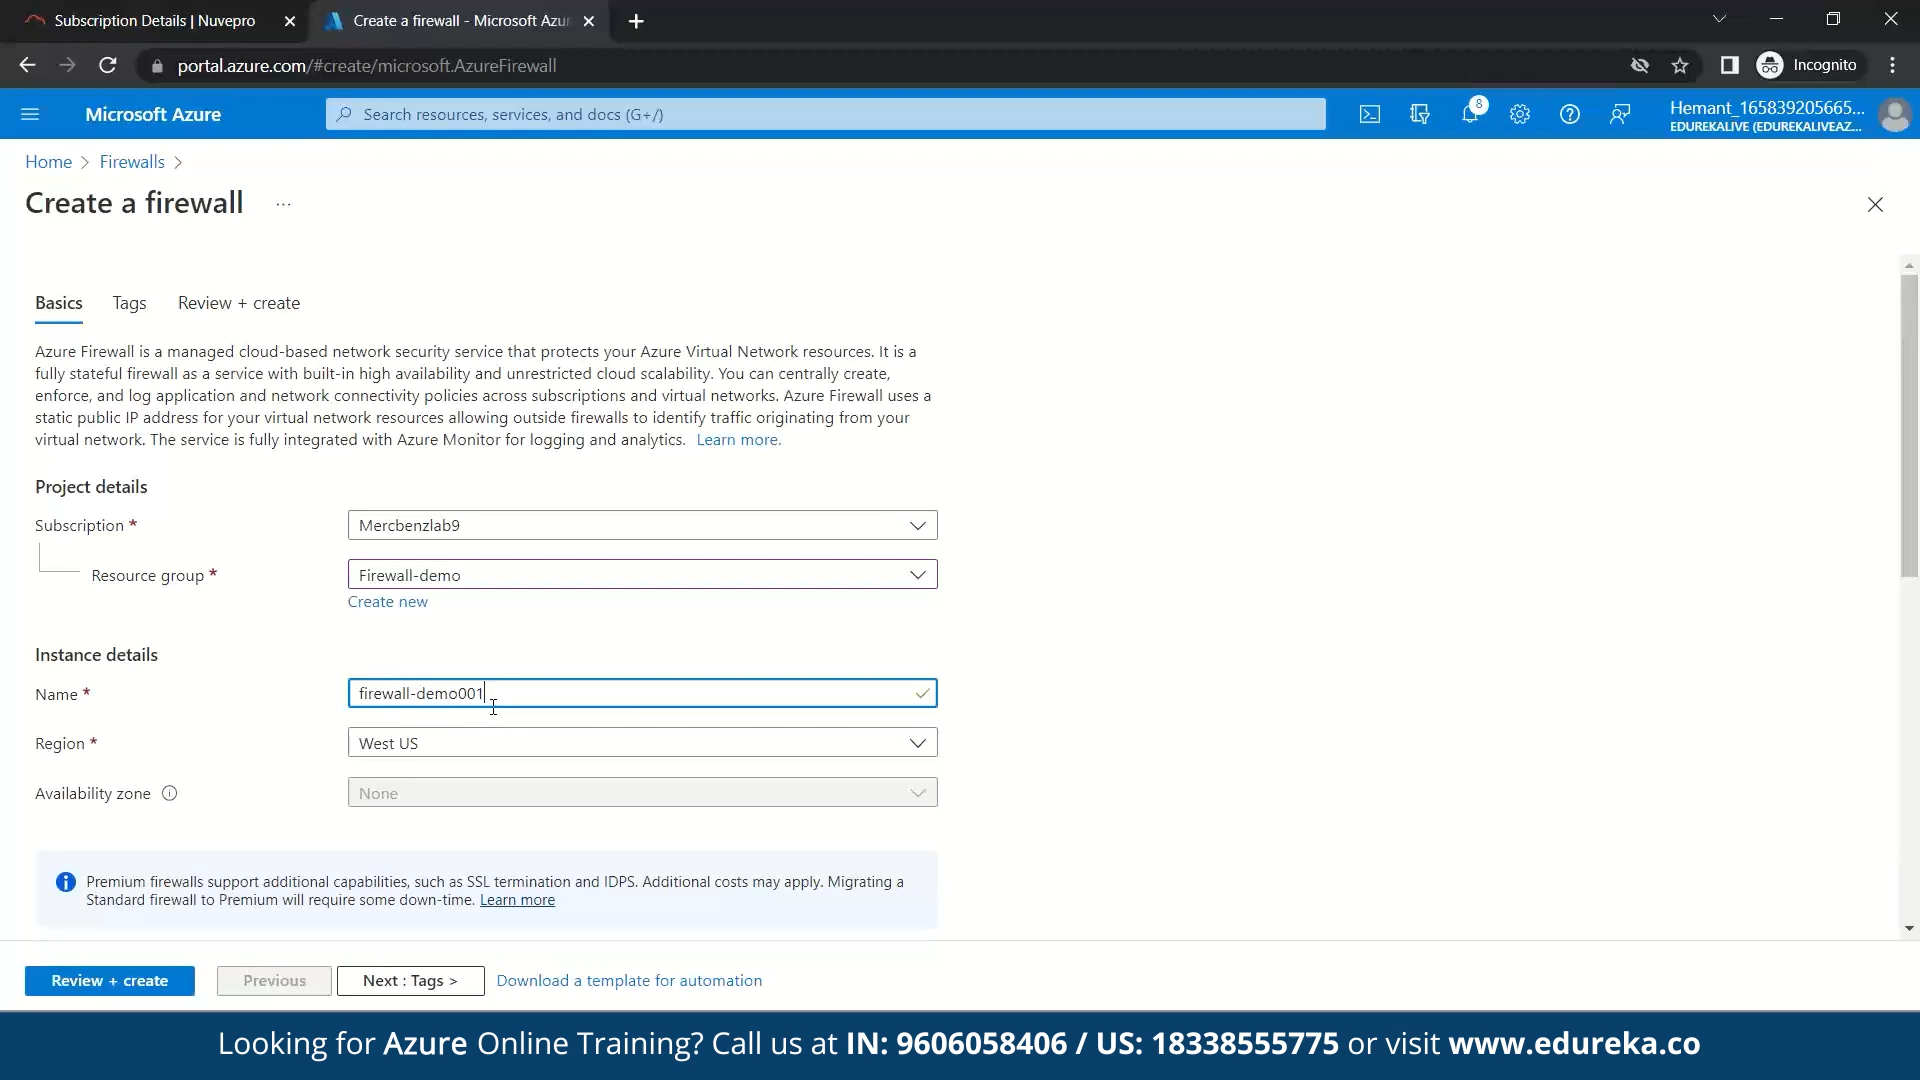 Subscription Details | Nuvepro
Create a firewall - Microsoft Azu
portal.azure.com/#create/microsoft.AzureFirewall
Incognito
Microsoft Azure
Search resources, services, and docs (G+/)
8
Hemant_165839205665...
EDUREKALIVE (EDUREKALIVEAZ...
Home > Firewalls >
Create a firewall ...
Basics Tags Review + create
Azure Firewall is a managed cloud-based network security service that protects your Azure Virtual Network resources. It is a
fully stateful firewall as a service with built-in high availability and unrestricted cloud scalability. You can centrally create,
enforce, and log application and network connectivity policies across subscriptions and virtual networks. Azure Firewall uses a
static public IP address for your virtual network resources allowing outside firewalls to identify traffic originating from your
virtual network. The service is fully integrated with Azure Monitor for logging and analytics. Learn more.
Project details
Subscription * Mercbenzlab9
Resource group * Firewall-demo
Create new
Instance details
Name * firewall-demo001
Region * West US
Availability zone None
Premium firewalls support additional capabilities, such as SSL termination and IDPS. Additional costs may apply. Migrating a
Standard firewall to Premium will require some down-time. Learn more
Review + create Previous Next : Tags > Download a template for automation
Looking for Azure Online Training? Call us at IN: 9606058406 / US: 18338555775 or visit www.edureka.co